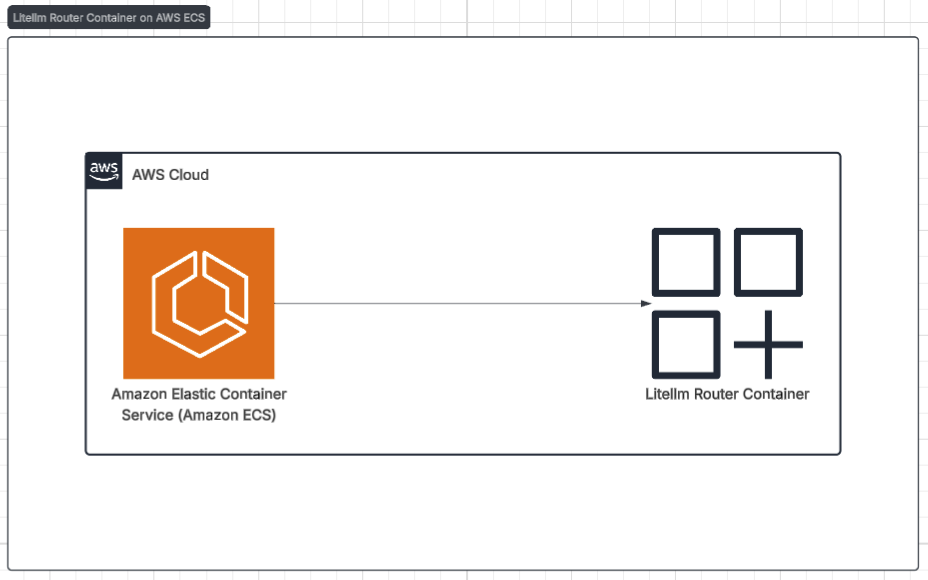 Litellm Router Container on AWS ECS
aws
AWS Cloud
Amazon Elastic Container
Service (Amazon ECS)
Litellm Router Container